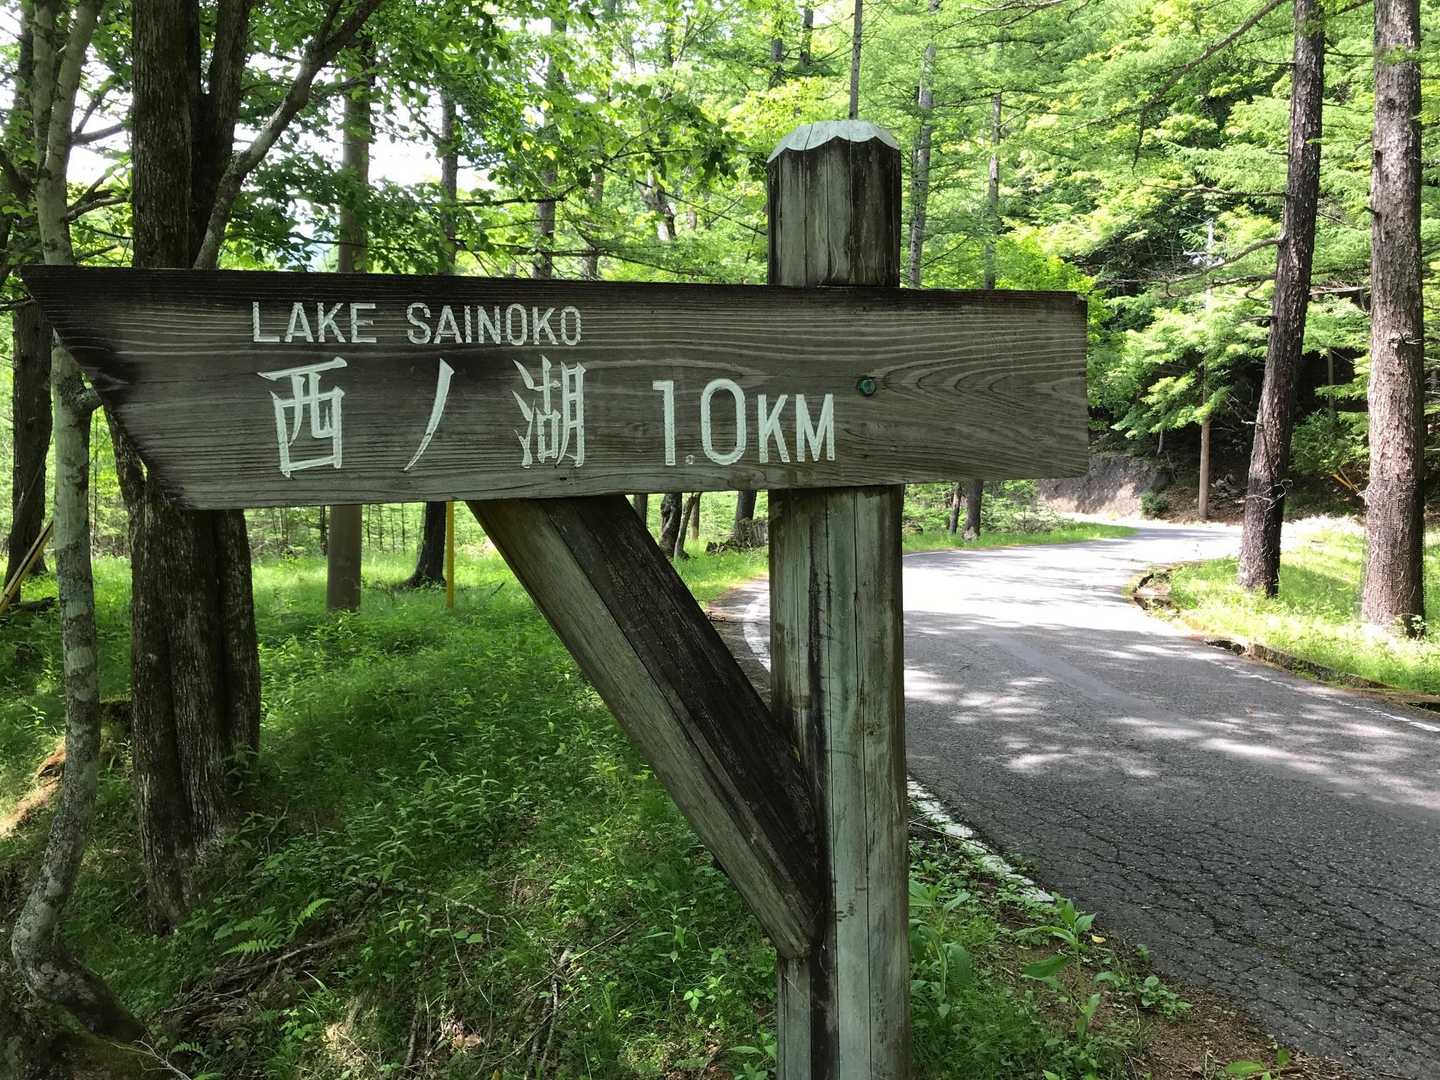 LAKE SAINOKO
西ノ湖 1.0KM